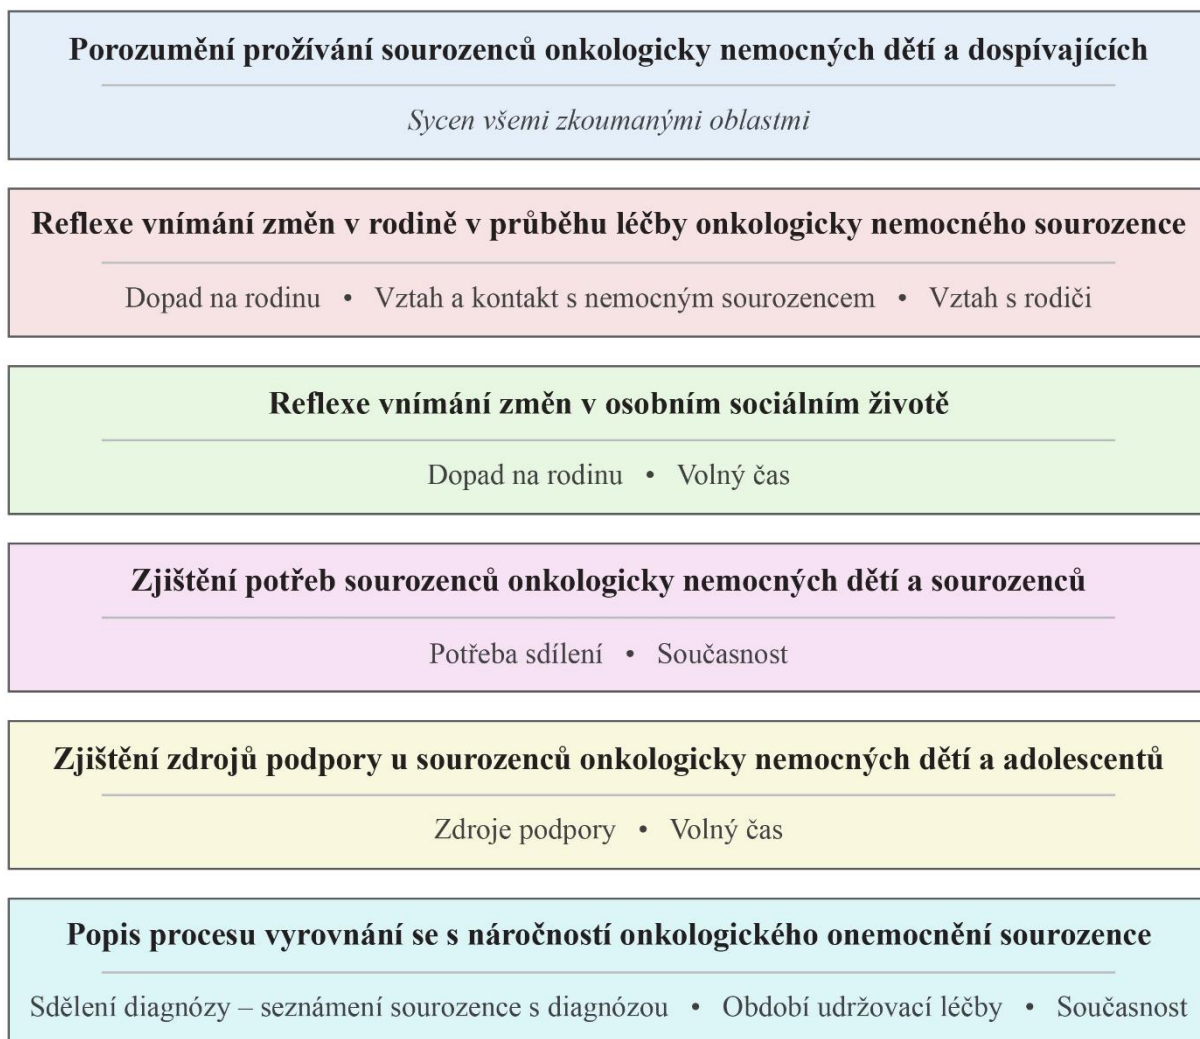 Porozumění prožívání sourozenců onkologicky nemocných dětí a dospívajících
Sycen všemi zkoumanými oblastmi
Reflexe vnímání změn v rodině v průběhu léčby onkologicky nemocného sourozence
Dopad na rodinu • Vztah a kontakt s nemocným sourozencem • Vztah s rodiči
Reflexe vnímání změn v osobním sociálním životě
Dopad na rodinu • Volný čas
Zjištění potřeb sourozenců onkologicky nemocných dětí a sourozenců
Potřeba sdílení • Současnost
Zjištění zdrojů podpory u sourozenců onkologicky nemocných dětí a adolescentů
Zdroje podpory • Volný čas
Popis procesu vyrovnání se s náročností onkologického onemocnění sourozence
Sdělení diagnózy – seznámení sourozence s diagnózou • Období udržovací léčby • Současnost